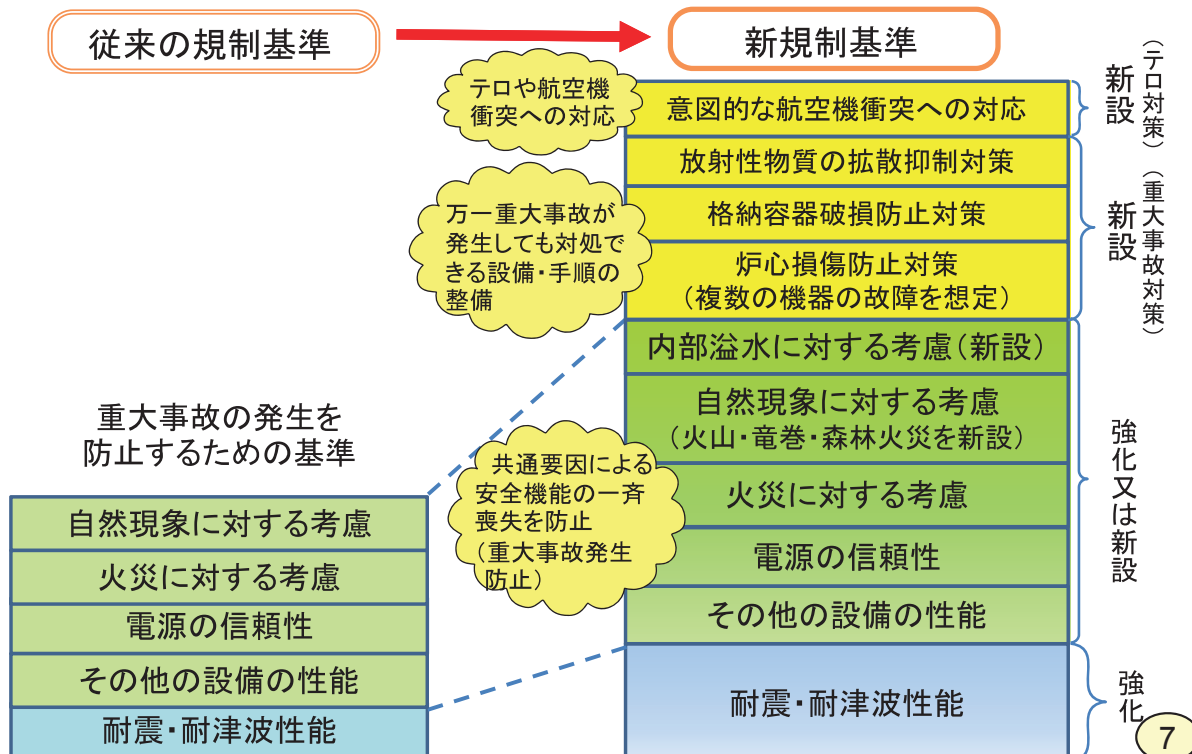 従来の規制基準
新規制基準
テロや航空機
衝突への対応
意図的な航空機衝突への対応
新設
（テロ対策）
放射性物質の拡散抑制対策
格納容器破損防止対策
炉心損傷防止対策
（複数の機器の故障を想定）
万一重大事故が
発生しても対処で
きる設備・手順の
整備
新設
（重大事故対策）
内部溢水に対する考慮（新設）
自然現象に対する考慮
（火山・竜巻・森林火災を新設）
火災に対する考慮
電源の信頼性
その他の設備の性能
強化又は新設
共通要因による
安全機能の一斉
喪失を防止
（重大事故発生
防止）
耐震・耐津波性能
強化
重大事故の発生を
防止するための基準
自然現象に対する考慮
火災に対する考慮
電源の信頼性
その他の設備の性能
耐震・耐津波性能
7